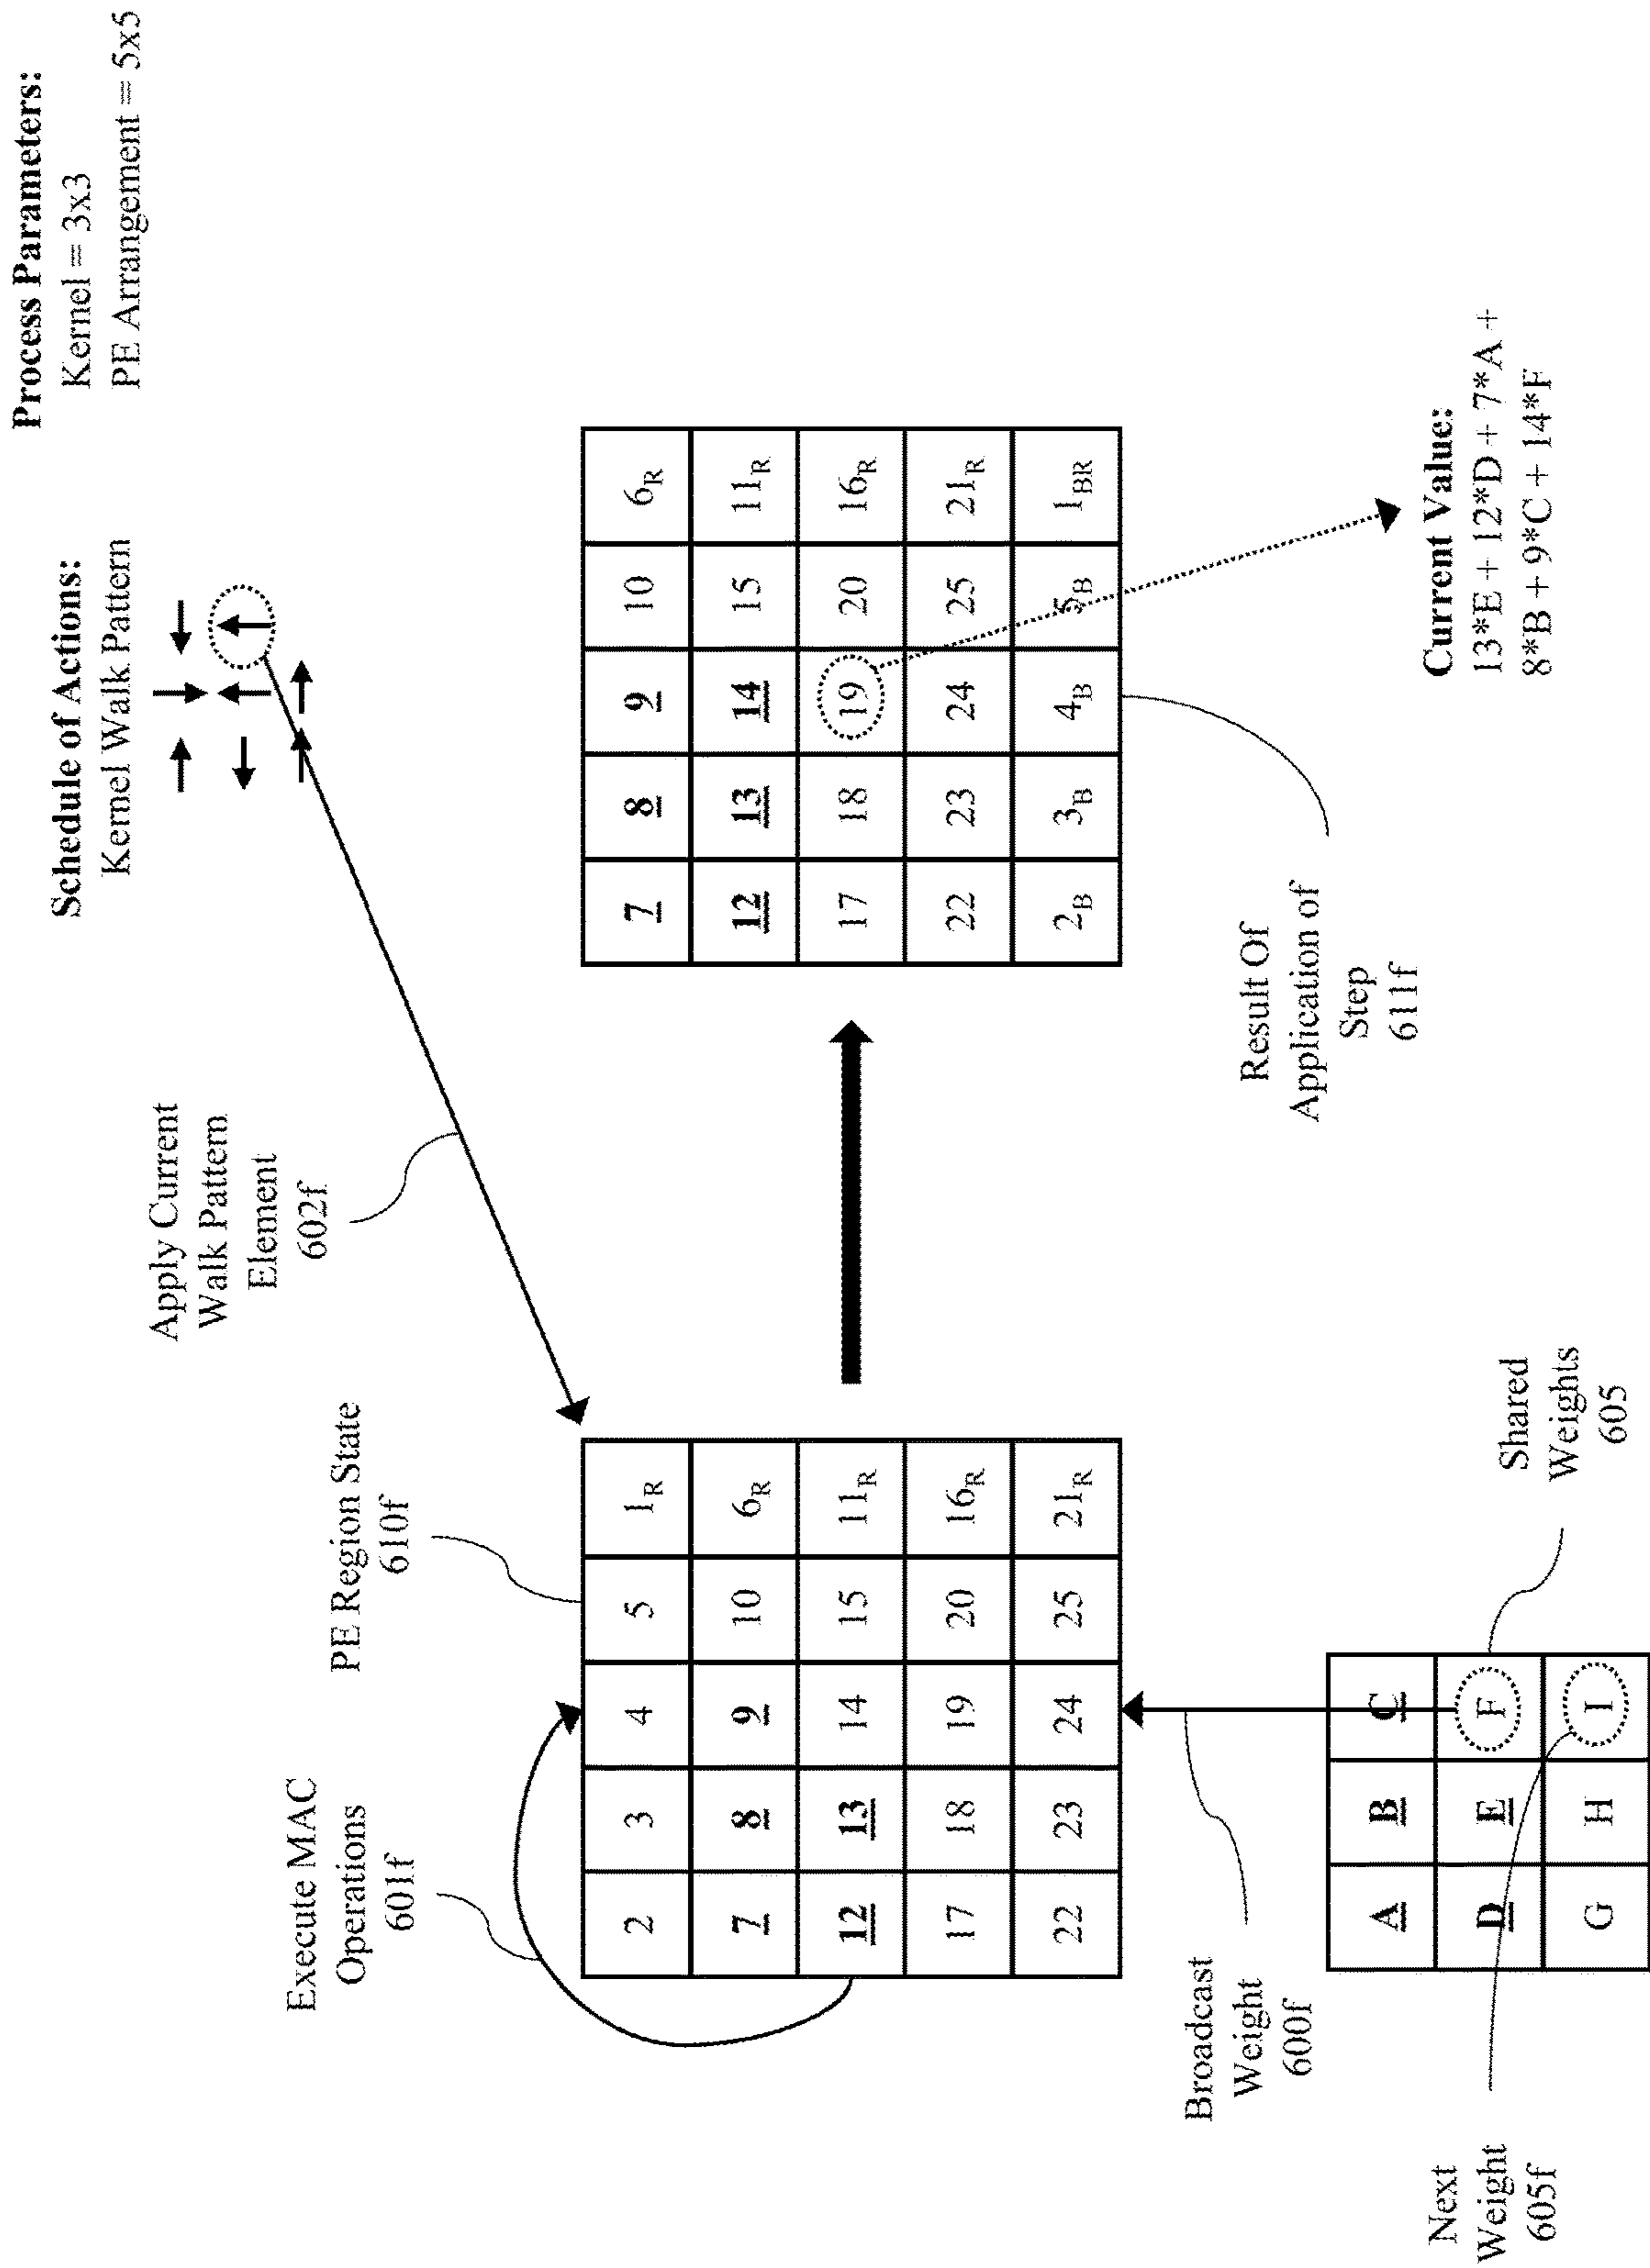 Process Parameters:
Kernel = 3x3
PE Arrangement = 5x5
Schedule of Actions:
Kernel Walk Pattern
Apply Current
Walk Pattern
Element
602f
PE Region State
610f
Execute MAC
Operations
601f
2 3 4 5 1R
7 8 9 10 6R
12 13 14 15 11R
17 18 19 20 16R
22 23 24 25 21R
7 8 9 10 6R
12 13 14 15 11R
17 18 19 20 16R
22 23 24 25 21R
2B 3B 4B 5B 1BR
Broadcast
Weight
600f
Result Of
Application of
Step
611f
Current Value:
13*E + 12*D + 7*A +
8*B + 9*C + 14*F
A B C
D E F
G H I
Next
Weight
605f
Shared
Weights
605